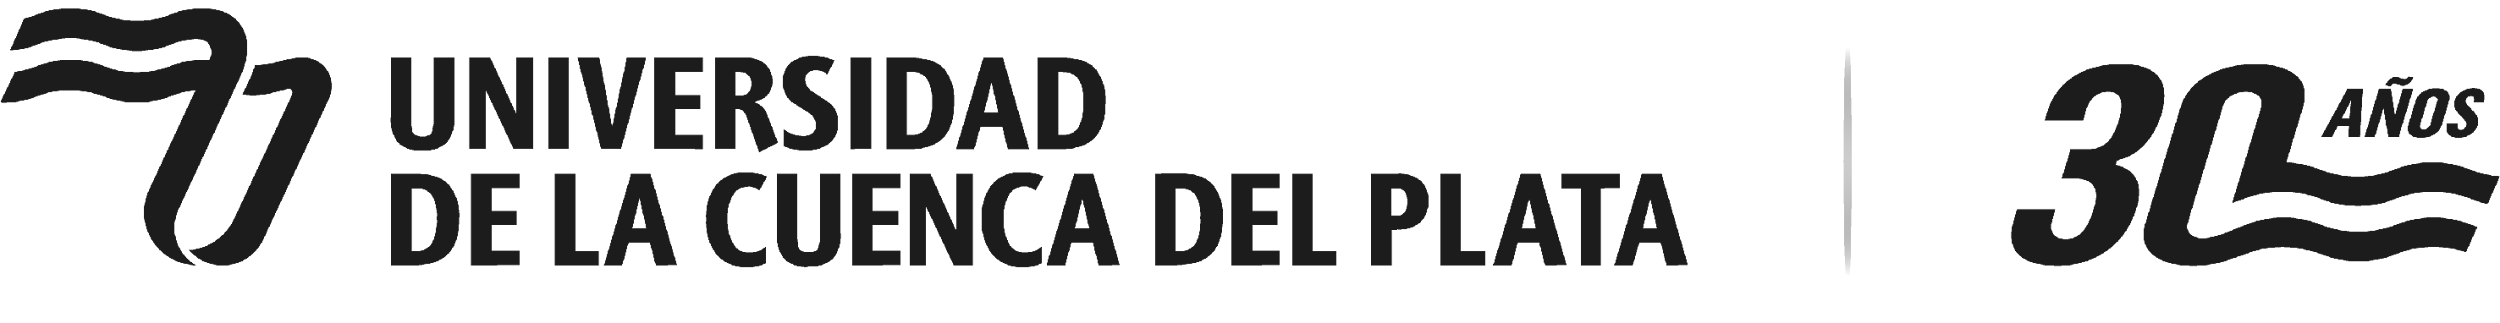 UNIVERSIDAD
DE LA CUENCA DEL PLATA
30 AÑOS